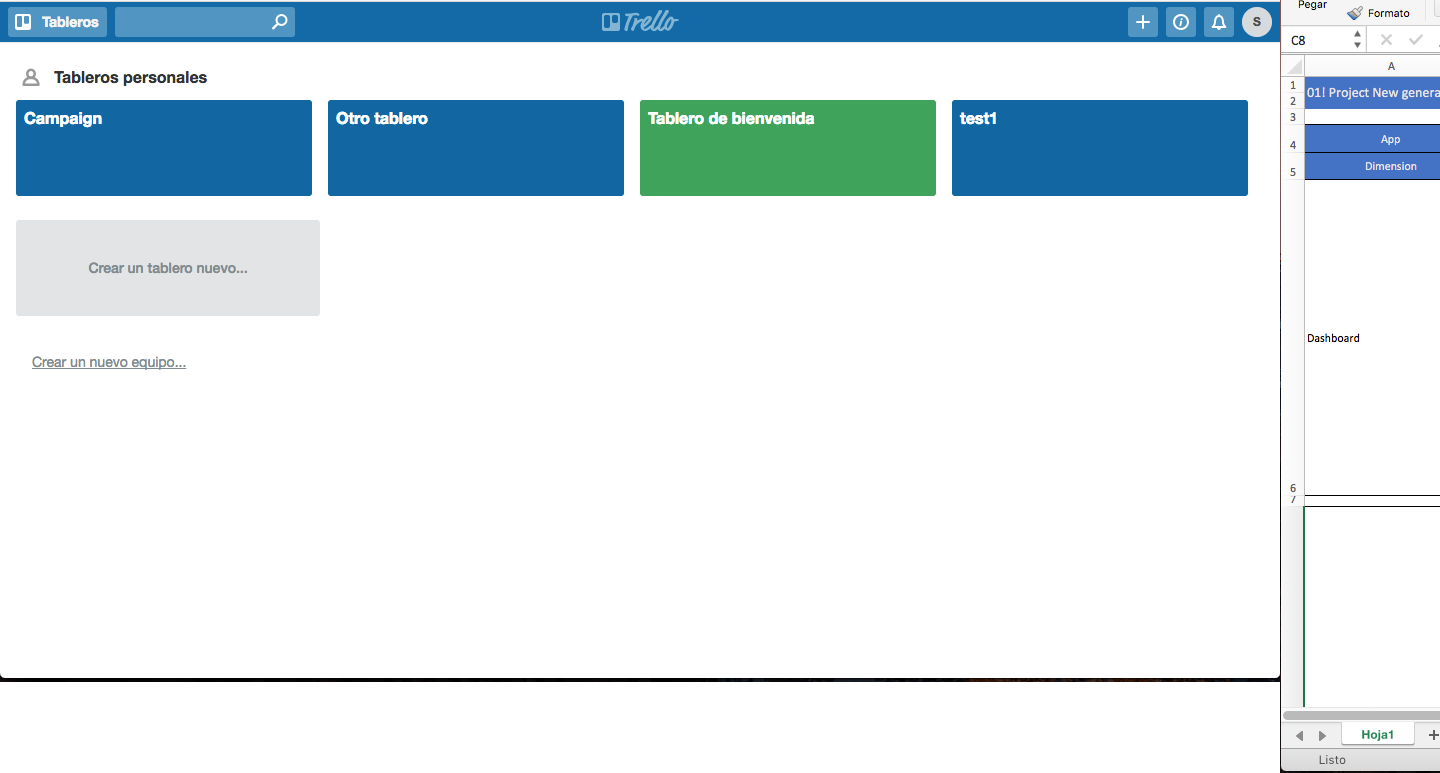 Tableros
Trello
S
Tableros personales
Campaign
Otro tablero
Tablero de bienvenida
test1
Crear un tablero nuevo...
Crear un nuevo equipo...
Pegar
Formato
C8
A
1
01! Project New genera
2
3
4
App
5
Dimension
Dashboard
6
7
Hoja1
Listo